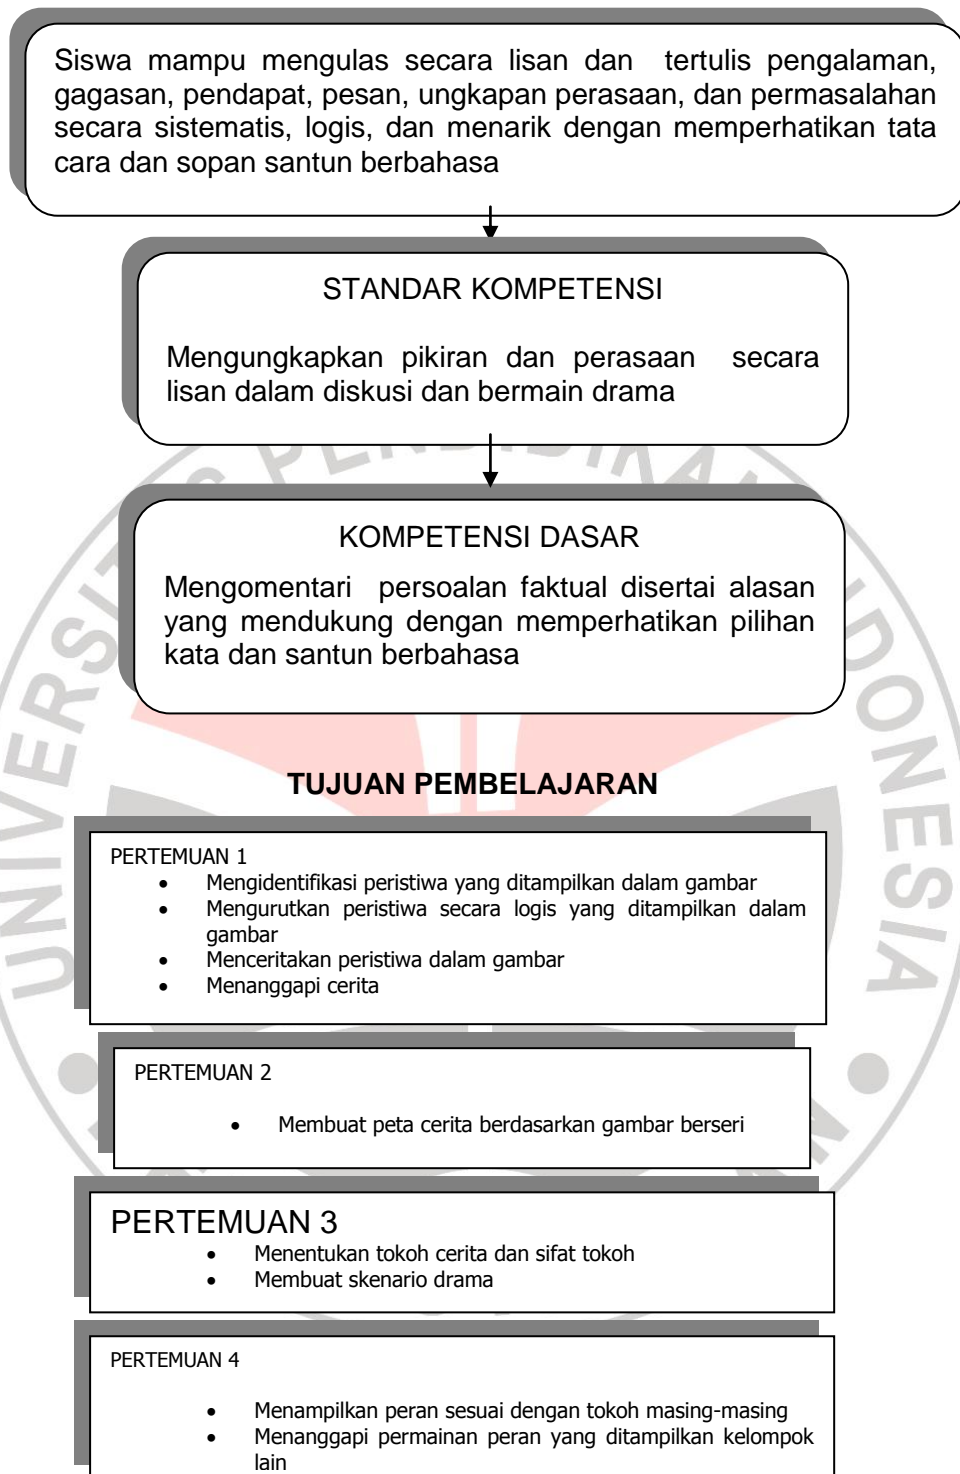 Siswa mampu mengulas secara lisan dan tertulis pengalaman,
gagasan, pendapat, pesan, ungkapan perasaan, dan permasalahan
secara sistematis, logis, dan menarik dengan memperhatikan tata
cara dan sopan santun berbahasa
STANDAR KOMPETENSI
Mengungkapkan pikiran dan perasaan secara
lisan dalam diskusi dan bermain drama
KOMPETENSI DASAR
Mengomentari persoalan faktual disertai alasan
yang mendukung dengan memperhatikan pilihan
kata dan santun berbahasa
TUJUAN PEMBELAJARAN
PERTEMUAN 1
• Mengidentifikasi peristiwa yang ditampilkan dalam gambar
• Mengurutkan peristiwa secara logis yang ditampilkan dalam
gambar
• Menceritakan peristiwa dalam gambar
• Menanggapi cerita
PERTEMUAN 2
• Membuat peta cerita berdasarkan gambar berseri
PERTEMUAN 3
• Menentukan tokoh cerita dan sifat tokoh
• Membuat skenario drama
PERTEMUAN 4
• Menampilkan peran sesuai dengan tokoh masing-masing
• Menanggapi permainan peran yang ditampilkan kelompok
lain